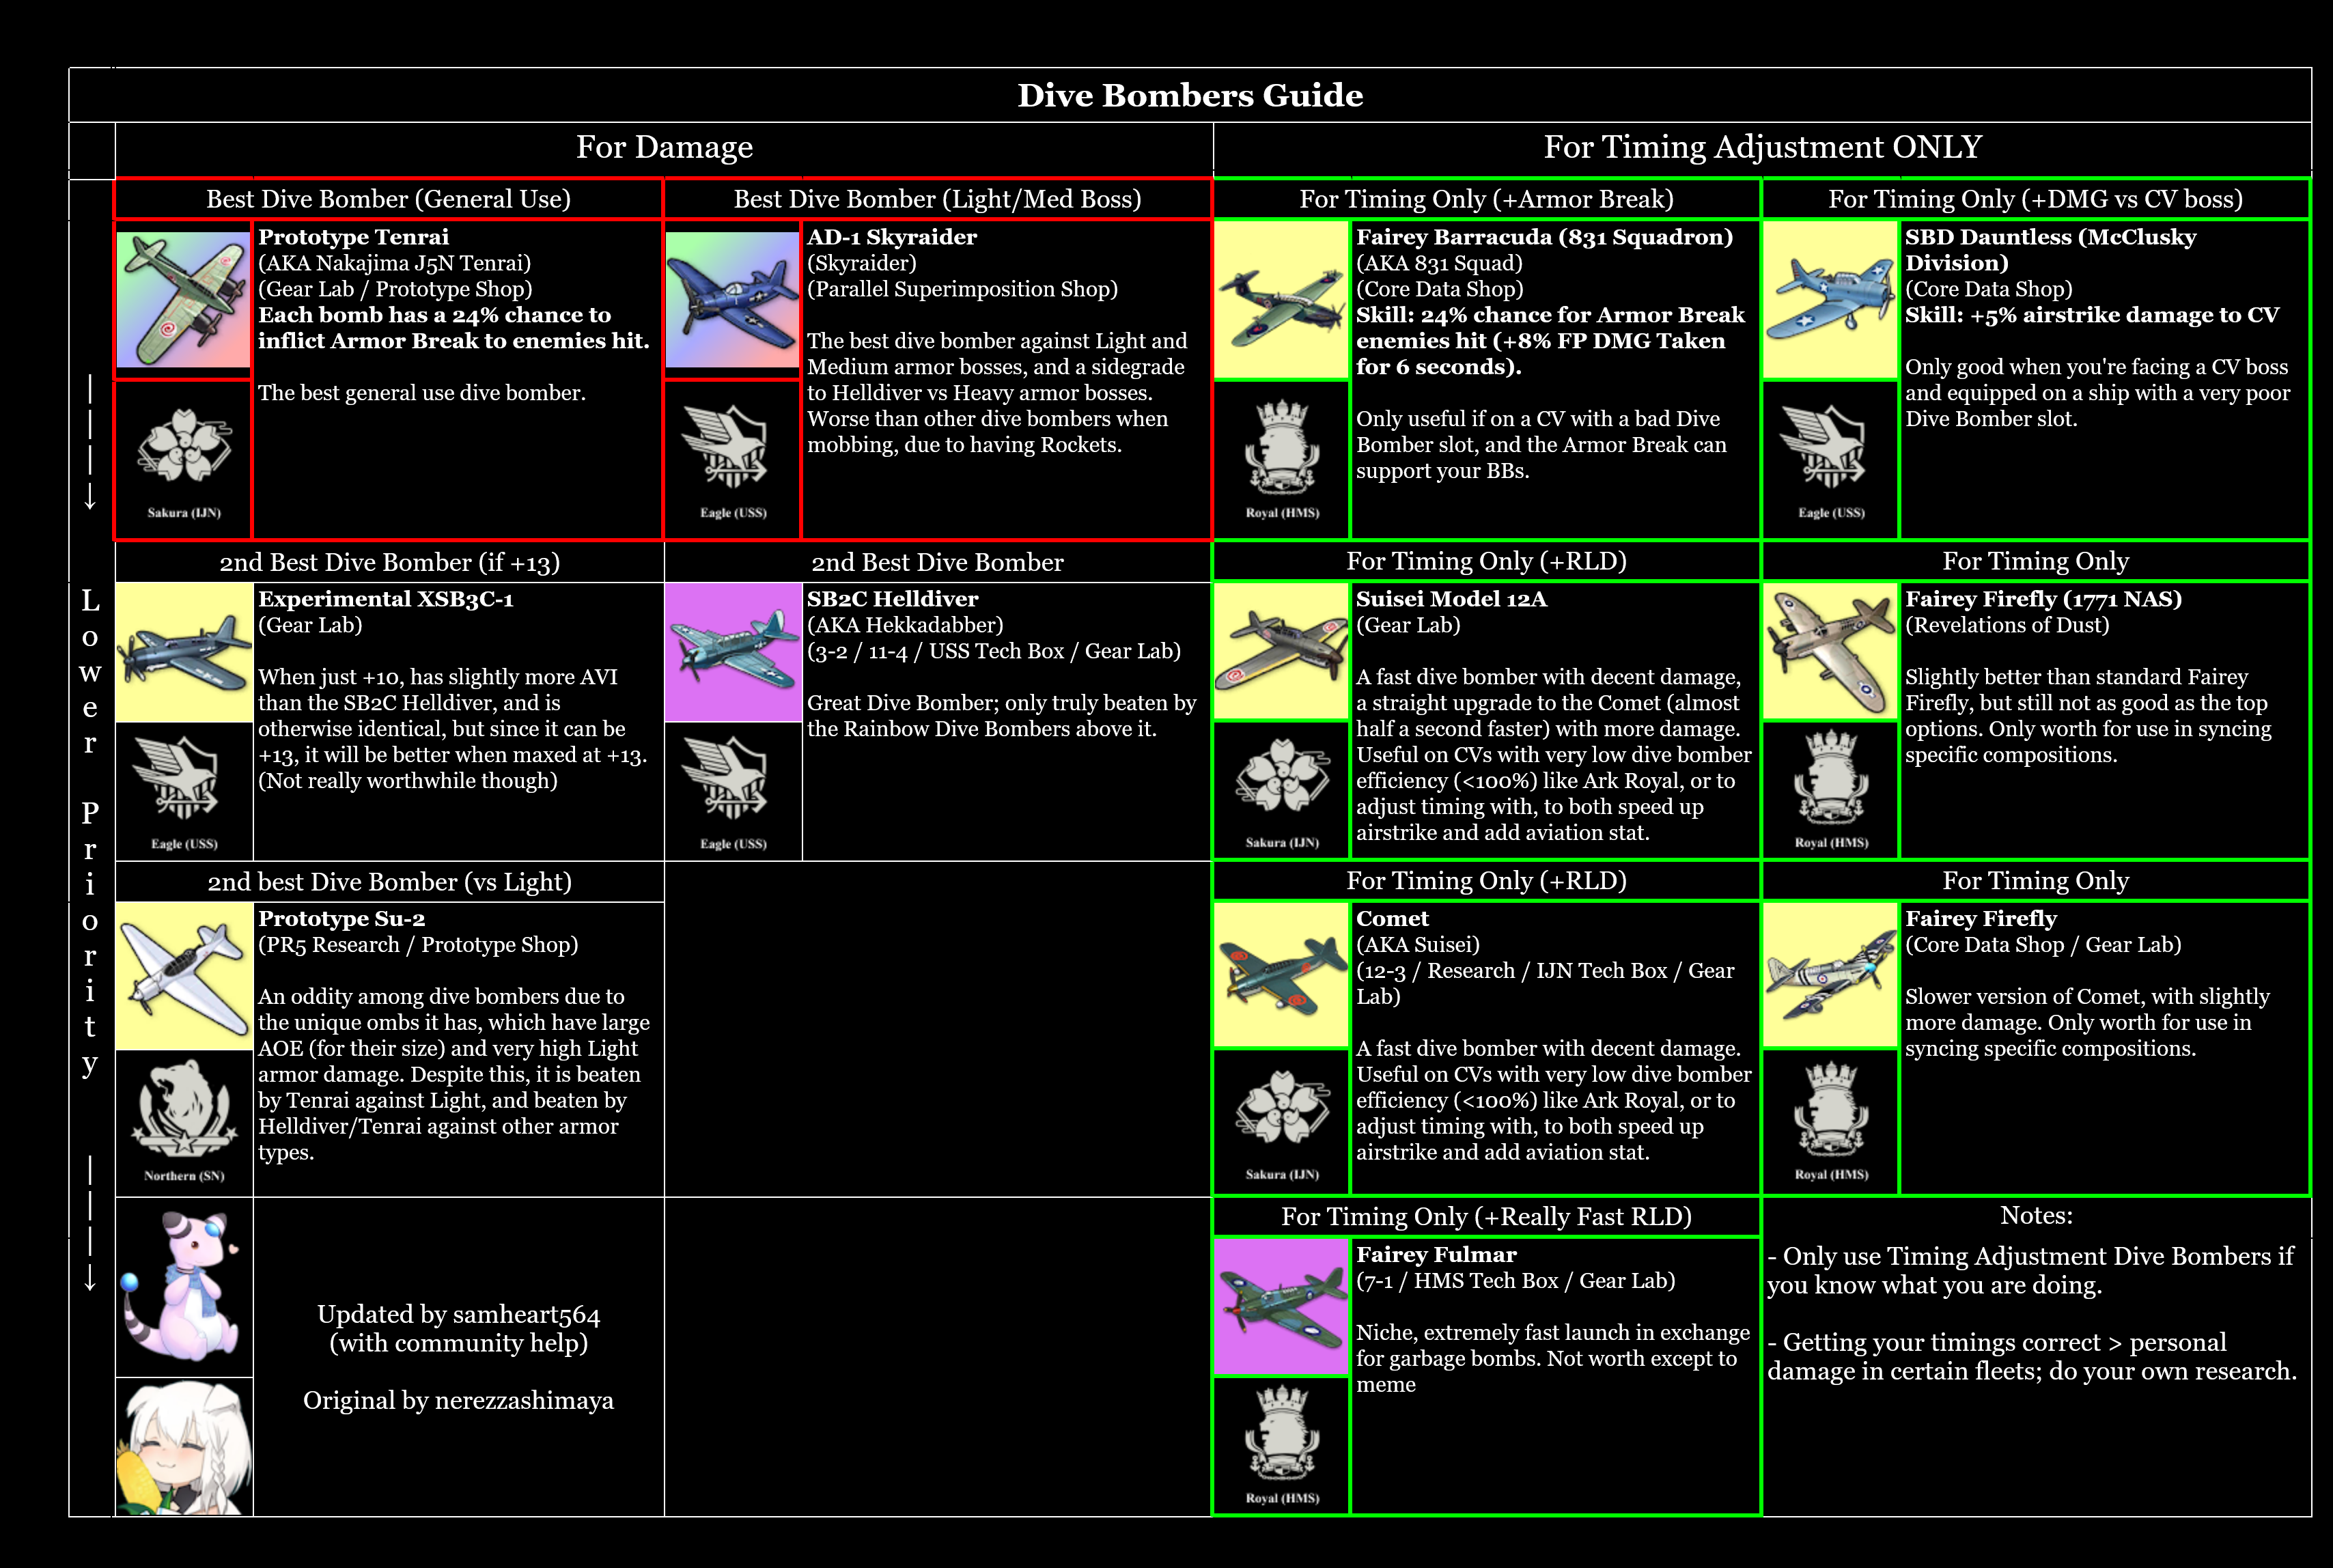 Dive Bombers Guide
For Damage
For Timing Adjustment ONLY
Lower Priority
Best Dive Bomber (General Use)
Prototype Tenrai
(AKA Nakajima J5N Tenrai)
(Gear Lab / Prototype Shop)
Each bomb has a 24% chance to
inflict Armor Break to enemies hit.
The best general use dive bomber.
Sakura (IJN)
Best Dive Bomber (Light/Med Boss)
AD-1 Skyraider
(Skyraider)
(Parallel Superimposition Shop)
The best dive bomber against Light and
Medium armor bosses, and a sidegrade
to Helldiver vs Heavy armor bosses.
Worse than other dive bombers when
mobbing, due to having Rockets.
Eagle (USS)
For Timing Only (+Armor Break)
Fairey Barracuda (831 Squadron)
(AKA 831 Squad)
(Core Data Shop)
Skill: 24% chance for Armor Break
enemies hit (+8% FP DMG Taken
for 6 seconds).
Only useful if on a CV with a bad Dive
Bomber slot, and the Armor Break can
support your BBs.
Royal (HMS)
For Timing Only (+DMG vs CV boss)
SBD Dauntless (McClusky
Division)
(Core Data Shop)
Skill: +5% airstrike damage to CV
Only good when you're facing a CV boss
and equipped on a ship with a very poor
Dive Bomber slot.
Eagle (USS)
2nd Best Dive Bomber (if +13)
Experimental XSB3C-1
(Gear Lab)
When just +10, has slightly more AVI
than the SB2C Helldiver, and is
otherwise identical, but since it can be
+13, it will be better when maxed at +13.
(Not really worthwhile though)
Eagle (USS)
2nd Best Dive Bomber
SB2C Helldiver
(AKA Hekkadabber)
(3-2 / 11-4 / USS Tech Box / Gear Lab)
Great Dive Bomber; only truly beaten by
the Rainbow Dive Bombers above it.
Eagle (USS)
For Timing Only (+RLD)
Suisei Model 12A
(Gear Lab)
A fast dive bomber with decent damage,
a straight upgrade to the Comet (almost
half a second faster) with more damage.
Useful on CVs with very low dive bomber
efficiency (<100%) like Ark Royal, or to
adjust timing with, to both speed up
airstrike and add aviation stat.
Sakura (IJN)
For Timing Only
Fairey Firefly (1771 NAS)
(Revelations of Dust)
Slightly better than standard Fairey
Firefly, but still not as good as the top
options. Only worth for use in syncing
specific compositions.
Royal (HMS)
2nd best Dive Bomber (vs Light)
Prototype Su-2
(PR5 Research / Prototype Shop)
An oddity among dive bombers due to
the unique ombs it has, which have large
AOE (for their size) and very high Light
armor damage. Despite this, it is beaten
by Tenrai against Light, and beaten by
Helldiver/Tenrai against other armor
types.
Northern (SN)
For Timing Only (+RLD)
Comet
(AKA Suisei)
(12-3 / Research / IJN Tech Box / Gear
Lab)
A fast dive bomber with decent damage.
Useful on CVs with very low dive bomber
efficiency (<100%) like Ark Royal, or to
adjust timing with, to both speed up
airstrike and add aviation stat.
Sakura (IJN)
For Timing Only
Fairey Firefly
(Core Data Shop / Gear Lab)
Slower version of Comet, with slightly
more damage. Only worth for use in
syncing specific compositions.
Royal (HMS)
Updated by samheart564
(with community help)
Original by nerezzashimaya
For Timing Only (+Really Fast RLD)
Fairey Fulmar
(7-1 / HMS Tech Box / Gear Lab)
Niche, extremely fast launch in exchange
for garbage bombs. Not worth except to
meme
Royal (HMS)
Notes:
- Only use Timing Adjustment Dive Bombers if
you know what you are doing.
- Getting your timings correct > personal
damage in certain fleets; do your own research.